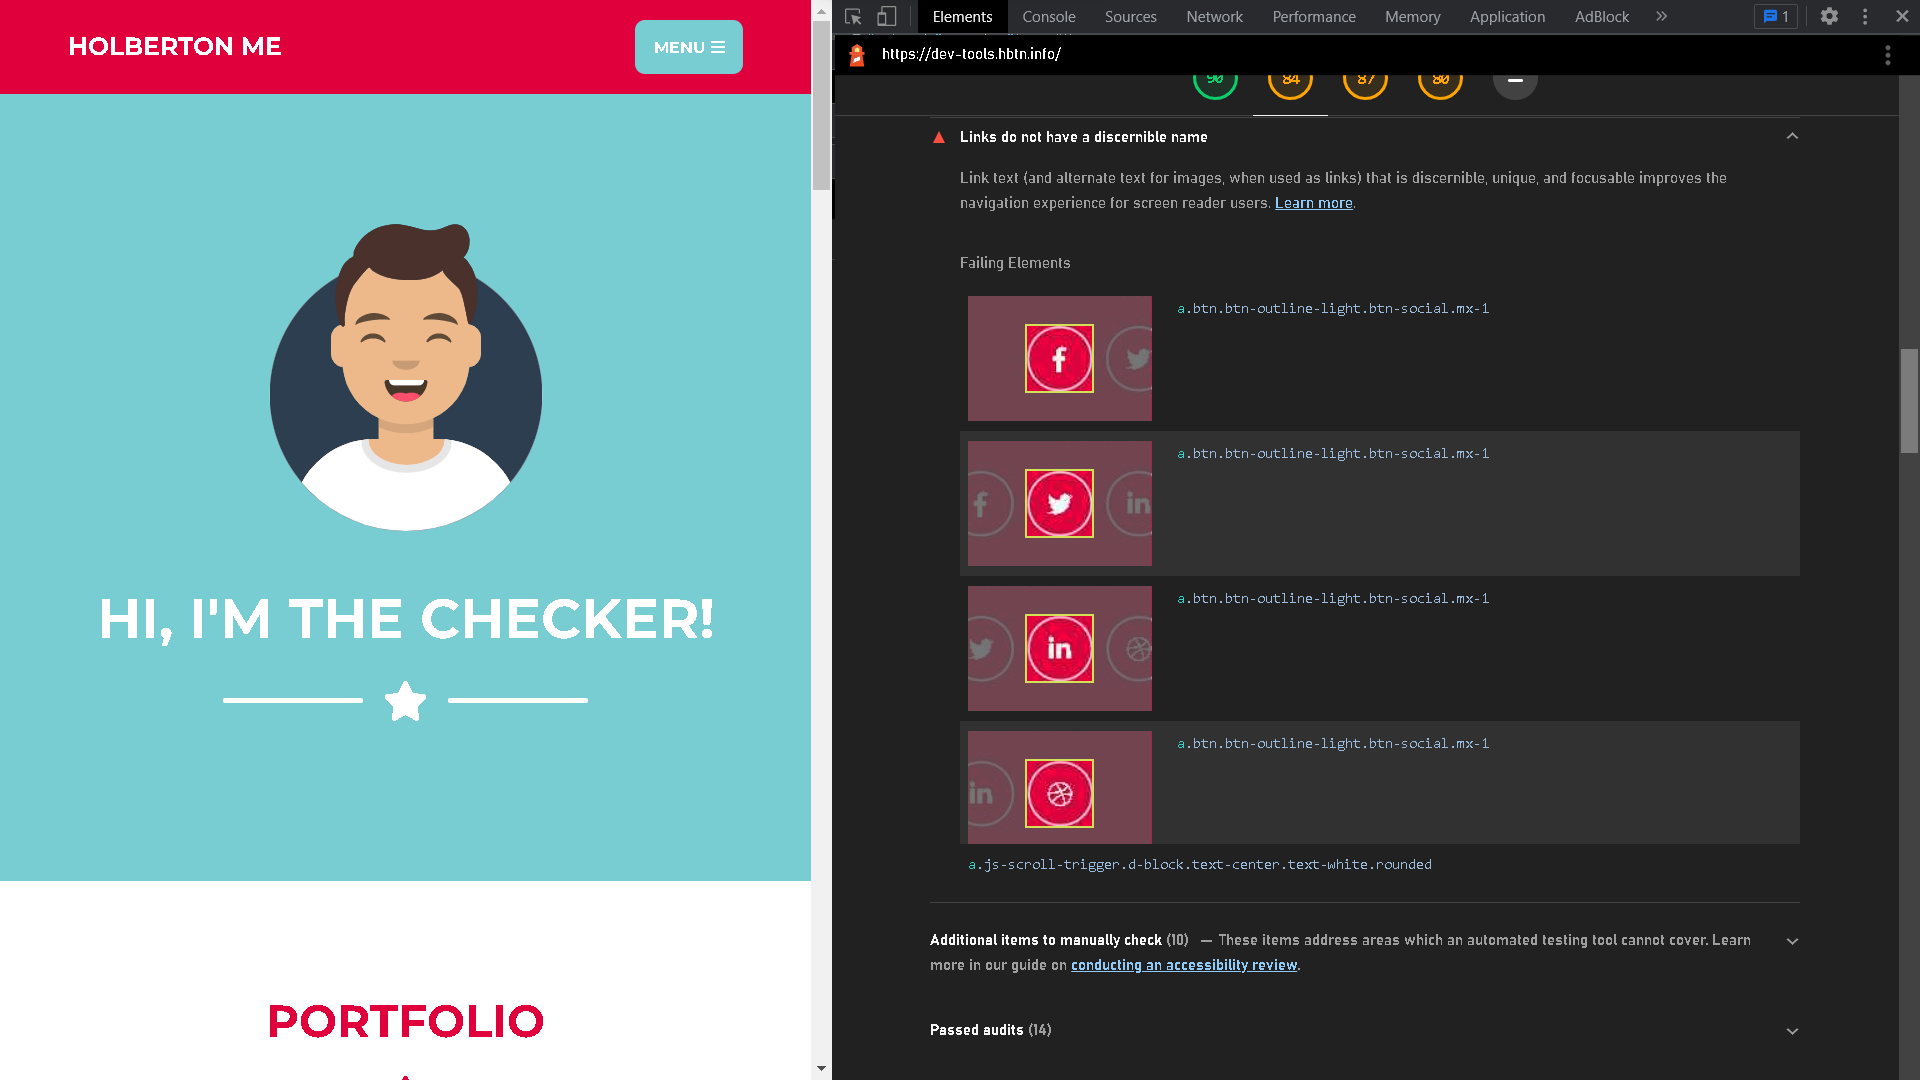 HOLBERTON ME
MENU
HI, I'M THE CHECKER!
PORTFOLIO
Elements Console Sources Network Performance Memory Application AdBlock » 1
https://dev-tools.hbtn.info/
90 84 87 80
Links do not have a discernible name
Link text (and alternate text for images, when used as links) that is discernible, unique, and focusable improves the
navigation experience for screen reader users. Learn more.
Failing Elements
a.btn.btn-outline-light.btn-social.mx-1
a.btn.btn-outline-light.btn-social.mx-1
a.btn.btn-outline-light.btn-social.mx-1
a.btn.btn-outline-light.btn-social.mx-1
a.js-scroll-trigger.d-block.text-center.text-white.rounded
Additional items to manually check (10) — These items address areas which an automated testing tool cannot cover. Learn
more in our guide on conducting an accessibility review.
Passed audits (14)